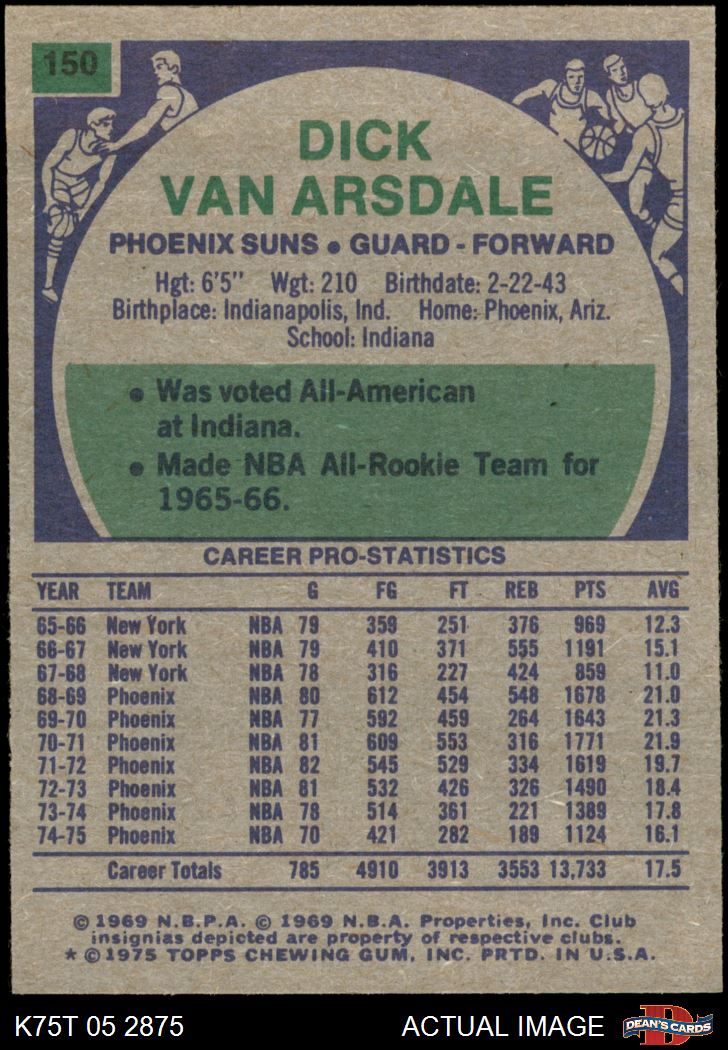 150
DICK
VAN ARSDALE
PHOENIX SUNS • GUARD - FORWARD
Hgt: 6'5" Wgt: 210 Birthdate: 2-22-43
Birthplace: Indianapolis, Ind. Home: Phoenix, Ariz.
School: Indiana
• Was voted All-American
at Indiana.
• Made NBA All-Rookie Team for
1965-66.
CAREER PRO-STATISTICS
YEAR TEAM G FG FT REB PTS AVG
65-66 New York NBA 79 359 251 376 969 12.3
66-67 New York NBA 79 410 371 555 1191 15.1
67-68 New York NBA 78 316 227 424 859 11.0
68-69 Phoenix NBA 80 612 454 548 1678 21.0
69-70 Phoenix NBA 77 592 459 264 1643 21.3
70-71 Phoenix NBA 81 609 553 316 1771 21.9
71-72 Phoenix NBA 82 545 529 334 1619 19.7
72-73 Phoenix NBA 81 532 426 326 1490 18.4
73-74 Phoenix NBA 78 514 361 221 1389 17.8
74-75 Phoenix NBA 70 421 282 189 1124 16.1
Career Totals 785 4910 3913 3553 13,733 17.5
© 1969 N.B.P.A. © 1969 N.B.A. Properties, Inc. Club
insignias depicted are property of respective clubs.
* © 1975 TOPPS CHEWING GUM, INC. PRTD. IN U.S.A.
K75T 05 2875 ACTUAL IMAGE
D
DEAN'S CARDS